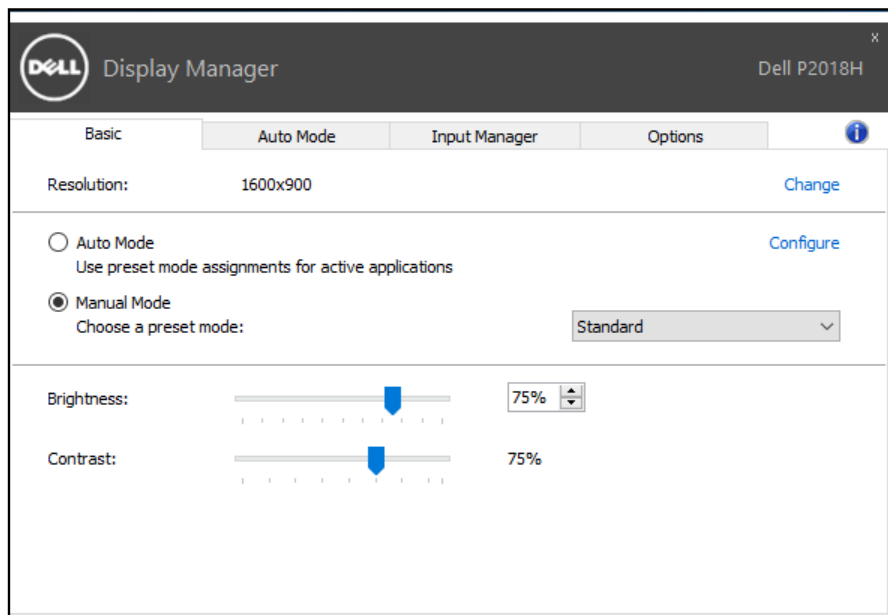 DELL Display Manager
Dell P2018H
x
Basic Auto Mode Input Manager Options
i
Resolution: 1600x900 Change
Auto Mode Configure
Use preset mode assignments for active applications
Manual Mode
Choose a preset mode: Standard
Brightness: 75%
Contrast: 75%